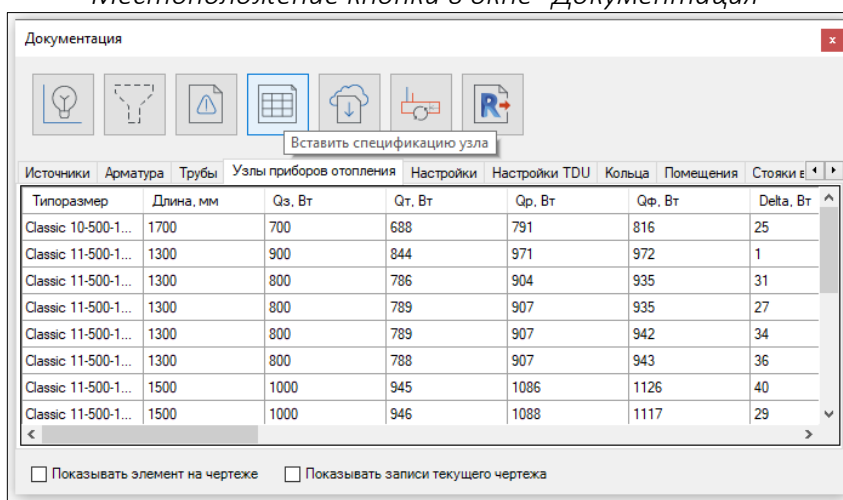 Местоположение кнопки в окне "Документация"
Документация
x
Вставить спецификацию узла
Источники Арматура Трубы Узлы приборов отопления Настройки Настройки TDU Кольца Помещения Стояки в
Типоразмер Длина, мм Qз, Вт Qт, Вт Qр, Вт Qф, Вт Delta, Вт
Classic 10-500-1... 1700 700 688 791 816 25
Classic 11-500-1... 1300 900 844 971 972 1
Classic 11-500-1... 1300 800 786 904 935 31
Classic 11-500-1... 1300 800 789 907 935 27
Classic 11-500-1... 1300 800 789 907 942 34
Classic 11-500-1... 1300 800 788 907 943 36
Classic 11-500-1... 1500 1000 945 1086 1126 40
Classic 11-500-1... 1500 1000 946 1088 1117 29
Показывать элемент на чертеже Показывать записи текущего чертежа